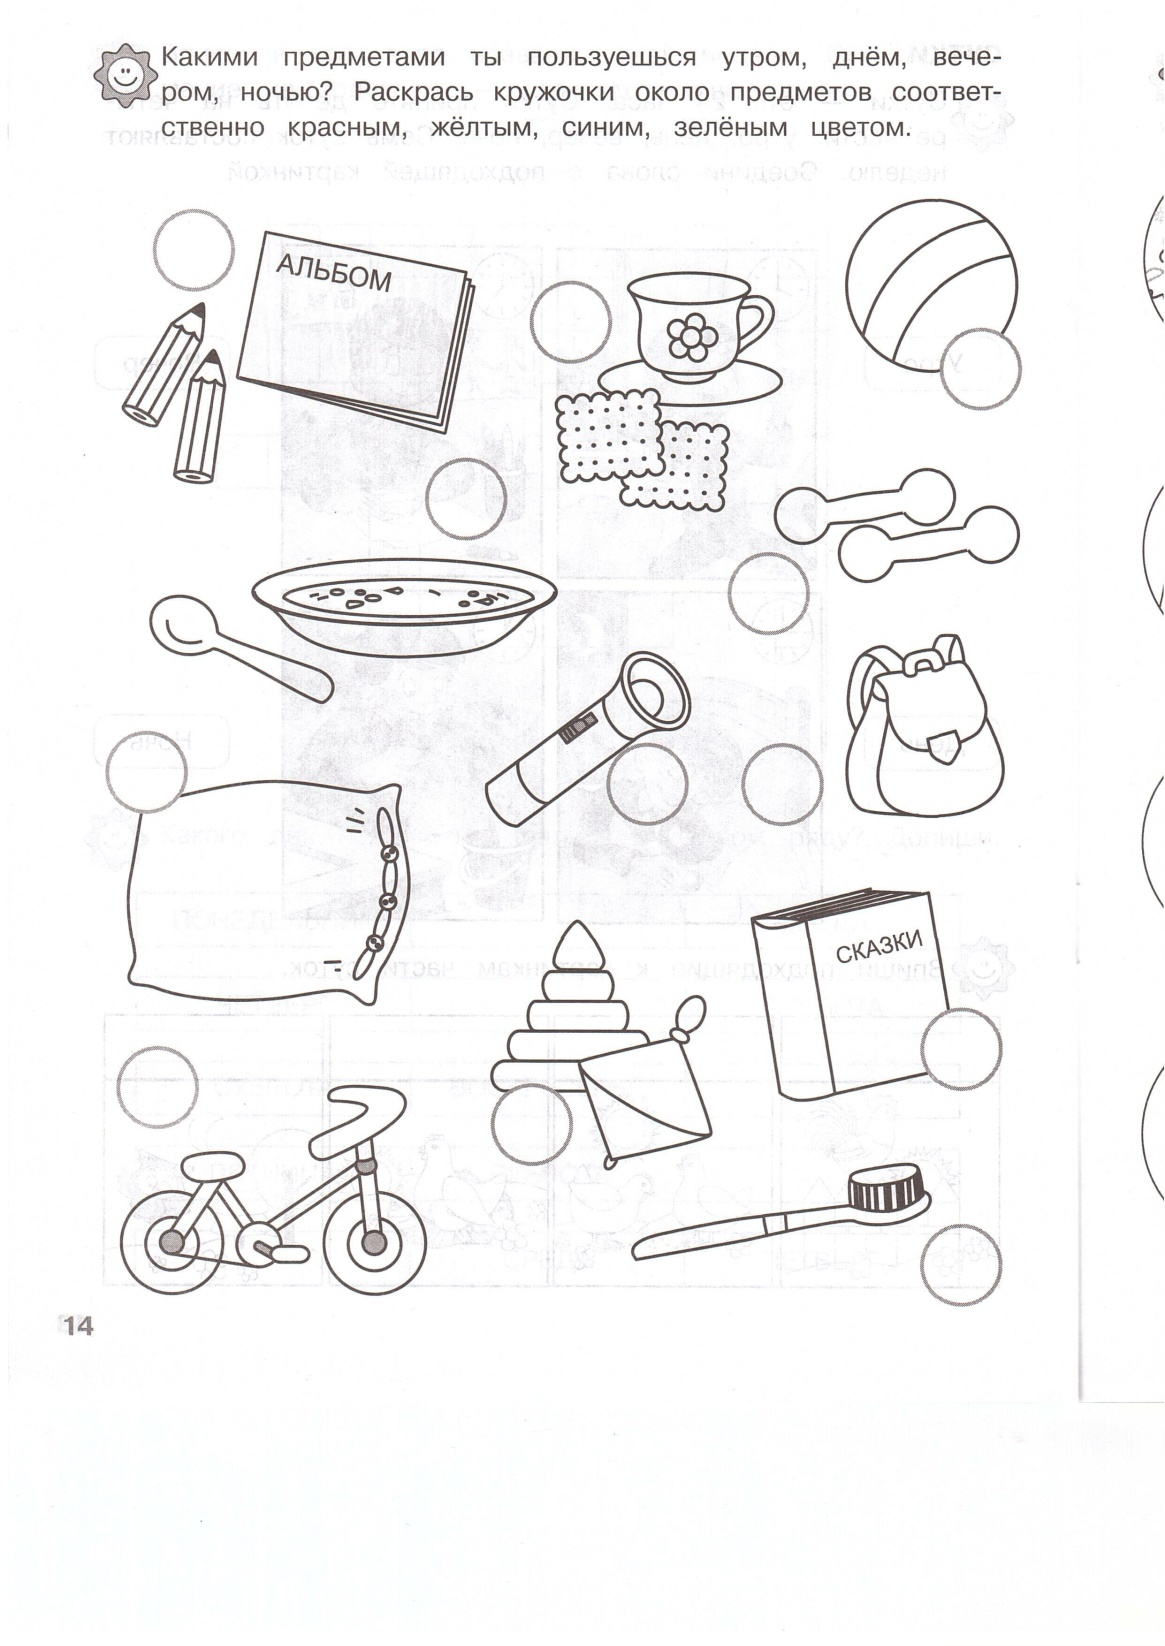 Какими предметами ты пользуешься утром, днём, вече-
ром, ночью? Раскрась кружочки около предметов соответ-
ственно красным, жёлтым, синим, зелёным цветом.
АЛЬБОМ
СКАЗКИ
14